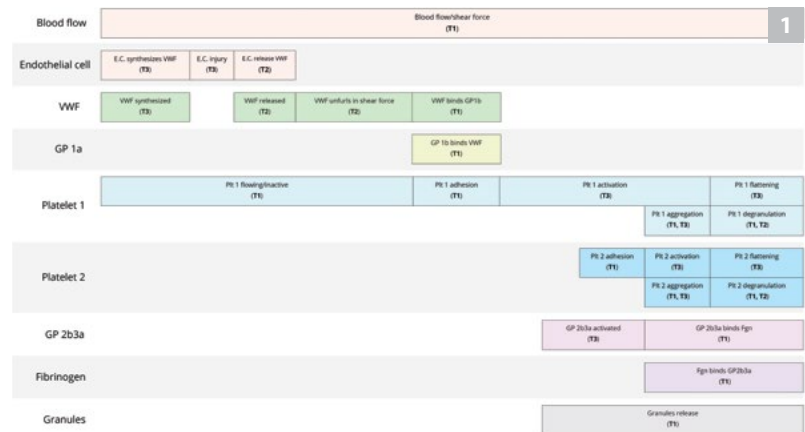 1
Blood flow
Blood flow/shear force
(T1)
Endothelial cell
E.C. synthesizes VWF
(T3)
E.C. injury
(T3)
E.C. release VWF
(T2)
VWF
VWF synthesized
(T3)
VWF released
(T2)
VWF unfurls in shear force
(T2)
VWF binds GP1b
(T1)
GP 1a
GP 1b binds VWF
(T1)
Platelet 1
Plt 1 flowing/inactive
(T1)
Plt 1 adhesion
(T1)
Plt 1 activation
(T3)
Plt 1 flattening
(T3)
Plt 1 aggregation
(T1, T3)
Plt 1 degranulation
(T1, T2)
Platelet 2
Plt 2 adhesion
(T1)
Plt 2 activation
(T3)
Plt 2 flattening
(T3)
Plt 2 aggregation
(T1, T3)
Plt 2 degranulation
(T1, T2)
GP 2b3a
GP 2b3a activated
(T3)
GP 2b3a binds Fgn
(T1)
Fibrinogen
Fgn binds GP2b3a
(T1)
Granules
Granules release
(T1)